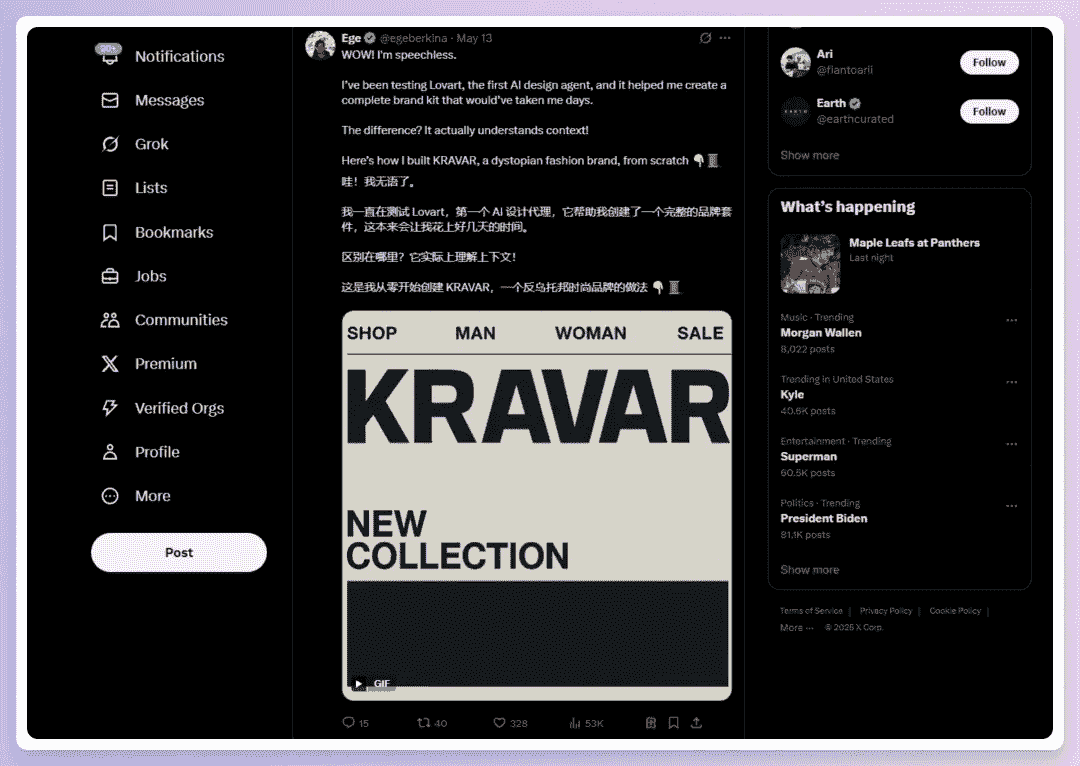 20+
Notifications
Messages
Grok
Lists
Bookmarks
Jobs
Communities
Premium
Verified Orgs
Profile
More
Post
Ege @egeberkina · May 13
WOW! I'm speechless.
I've been testing Lovart, the first AI design agent, and it helped me create a
complete brand kit that would've taken me days.
The difference? It actually understands context!
Here's how I built KRAVAR, a dystopian fashion brand, from scratch
哇！我无语了。
我一直在测试 Lovart，第一个 AI 设计代理，它帮助我创建了一个完整的品牌套
件，这本来会让我花上好几天的时间。
区别在哪里？它实际上理解上下文！
这是我从零开始创建 KRAVAR，一个反乌托邦时尚品牌的做法
SHOP MAN WOMAN SALE
KRAVAR
NEW
COLLECTION
GIF
15 40 328 53K
Ari
@fiantoarii
Follow
Earth
@earthcurated
Follow
Show more
What's happening
Maple Leafs at Panthers
Last night
Music · Trending
Morgan Wallen
8,022 posts
Trending in United States
Kyle
40.6K posts
Entertainment · Trending
Superman
60.5K posts
Politics · Trending
President Biden
81.1K posts
Show more
Terms of Service | Privacy Policy | Cookie Policy |
More ··· © 2025 X Corp.